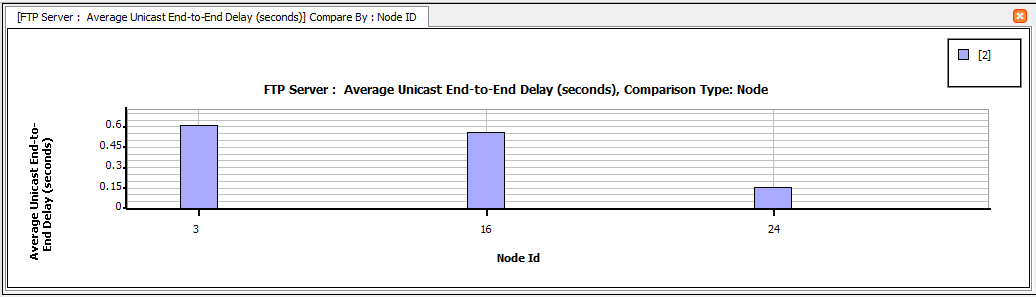 [FTP Server :  Average Unicast End-to-End Delay (seconds)] Compare By : Node ID
[2]
FTP Server :  Average Unicast End-to-End Delay (seconds), Comparison Type: Node
Average Unicast End-to-
End Delay (seconds)
0.6
0.45
0.3
0.15
0
3
16
24
Node Id